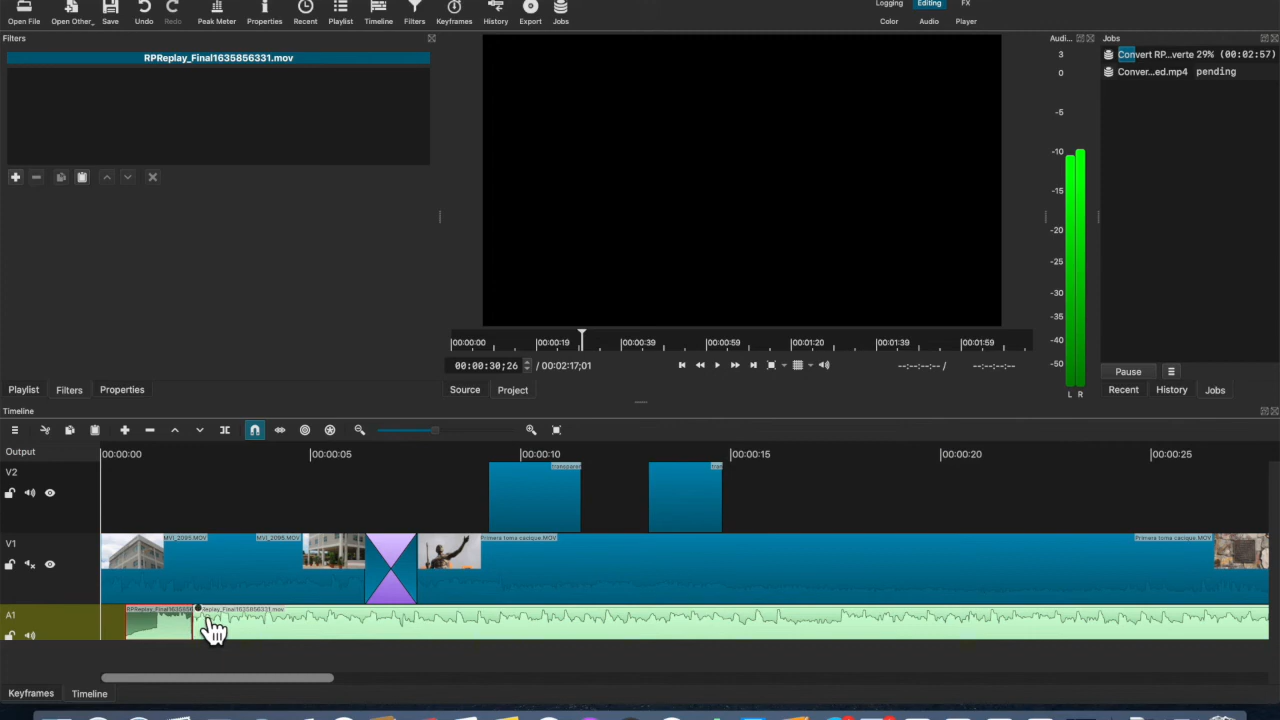 Logging Editing FX
Open File Open Other.. Save Undo Redo Peak Meter Properties Recent Playlist Timeline Filters Keyframes History Export Jobs Color Audio Player
Filters
RPReplay_Final1635856331.mov
Audi...
3
0
-5
-10
-15
-20
-25
-30
-35
-40
-50
L R
Jobs
Convert RP...verte 29% (00:02:57)
Conver...ed.mp4 pending
Pause
Recent History Jobs
00:00:00 00:00:19 00:00:39 00:00:59 00:01:20 00:01:39 00:01:59
00:00:30;26 / 00:02:17;01 --:--:--:-- / --:--:--:--
Playlist Filters Properties
Source Project
Timeline
Output
00:00:00 00:00:05 00:00:10 00:00:15 00:00:20 00:00:25
V2
transparen
tran
V1
MVI_2095.MOV MVI_2095.MOV Primera toma cacique.MOV Primera toma cacique.MOV
A1
RPReplay_Final16358563 Replay_Final1635856331.mov
Keyframes Timeline